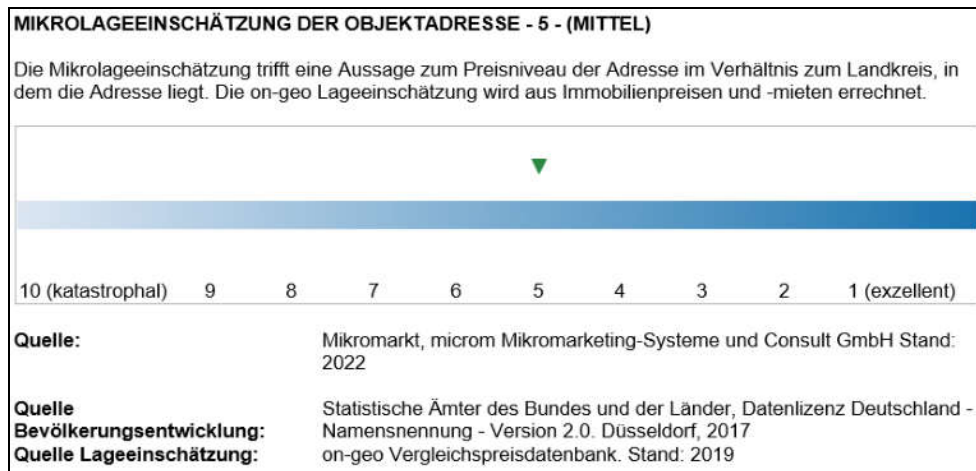 MIKROLAGEEINSCHÄTZUNG DER OBJEKTADRESSE - 5 - (MITTEL)
Die Mikrolageeinschätzung trifft eine Aussage zum Preisniveau der Adresse im Verhältnis zum Landkreis, in
dem die Adresse liegt. Die on-geo Lageeinschätzung wird aus Immobilienpreisen und -mieten errechnet.
10 (katastrophal) 9 8 7 6 5 4 3 2 1 (exzellent)
Quelle: Mikromarkt, microm Mikromarketing-Systeme und Consult GmbH Stand:
2022
Quelle Statistische Ämter des Bundes und der Länder, Datenlizenz Deutschland -
Bevölkerungsentwicklung: Namensnennung - Version 2.0. Düsseldorf, 2017
Quelle Lageeinschätzung: on-geo Vergleichspreisdatenbank. Stand: 2019